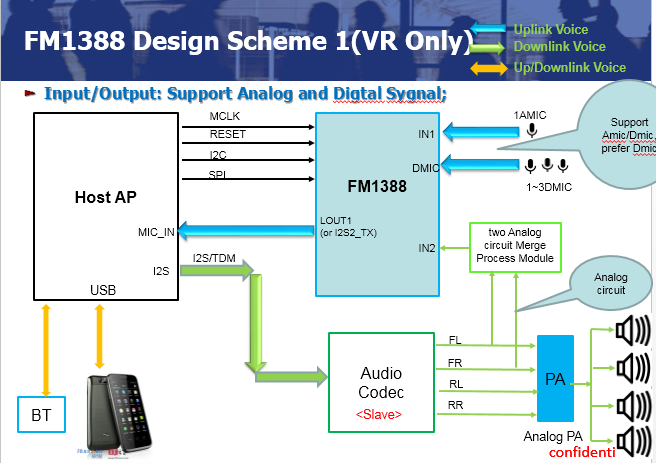 FM1388 Design Scheme 1(VR Only)
Uplink Voice
Downlink Voice
Up/Downlink Voice
Input/Output: Support Analog and Digtal Sygnal;
MCLK
RESET
I2C
SPI
Host AP
MIC_IN
I2S
USB
I2S/TDM
FM1388
IN1
DMIC
LOUT1
(or I2S2_TX)
IN2
1AMIC
1~3DMIC
Support
Amic/Dmic,
prefer Dmic
two Analog
circuit Merge
Process Module
Analog
circuit
Audio
Codec
<Slave>
FL
FR
RL
RR
PA
Analog PA
BT
confidenti